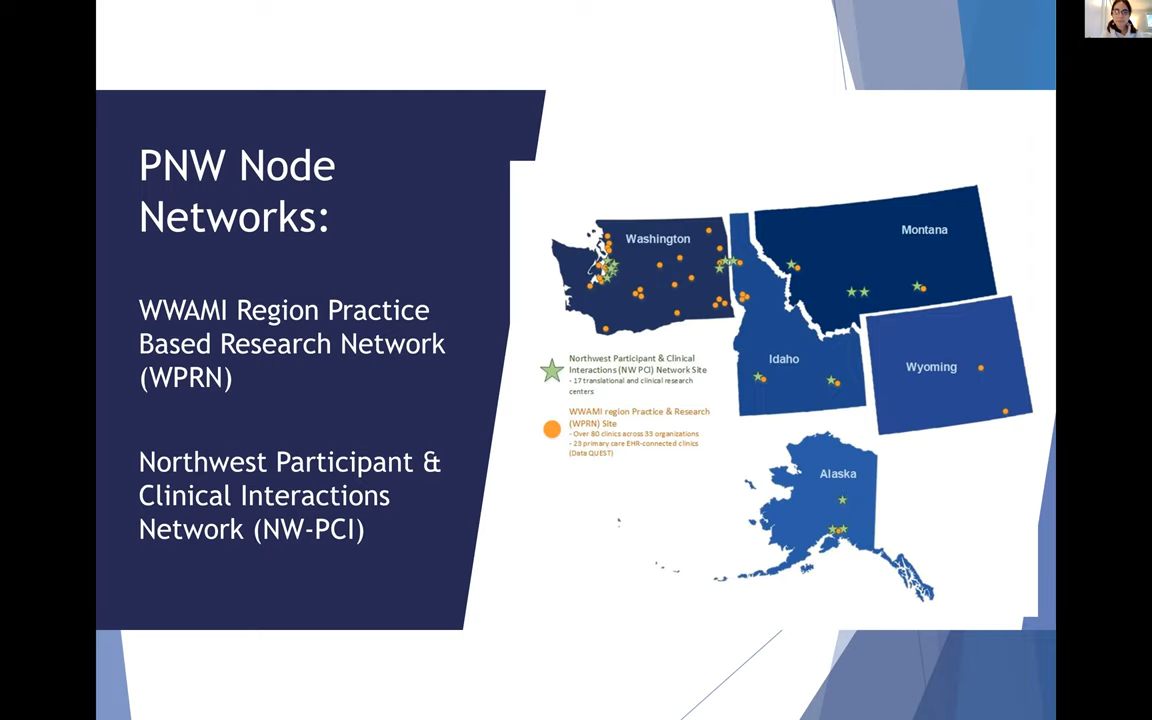 PNW Node
Networks:
WWAMI Region Practice
Based Research Network
(WPRN)
Northwest Participant &
Clinical Interactions
Network (NW-PCI)
Washington
Montana
Idaho
Wyoming
Alaska
Northwest Participant & Clinical
Interactions (NW PCI) Network Site
- 17 translational and clinical research
centers
WWAMI region Practice & Research
(WPRN) Site
- Over 80 clinics across 33 organizations
- 23 primary care EHR-connected clinics
(Data QUEST)